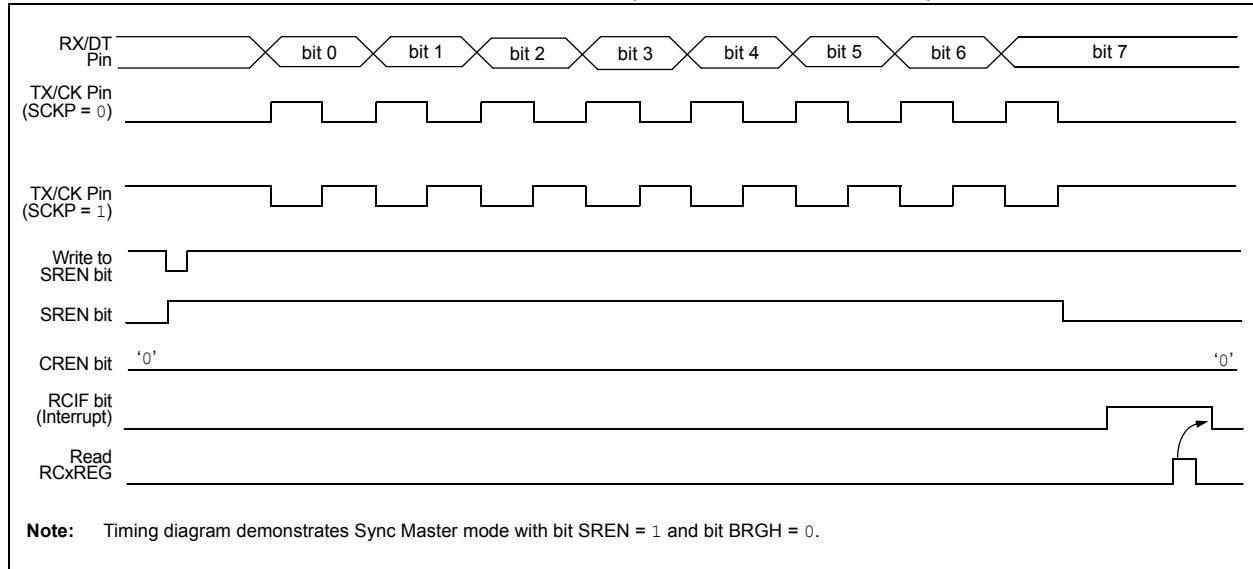 RX/DT
Pin
bit 0 bit 1 bit 2 bit 3 bit 4 bit 5 bit 6 bit 7
TX/CK Pin
(SCKP = 0)
TX/CK Pin
(SCKP = 1)
Write to
SREN bit
SREN bit
CREN bit ‘0’ ‘0’
RCIF bit
(Interrupt)
Read
RCxREG
Note: Timing diagram demonstrates Sync Master mode with bit SREN = 1 and bit BRGH = 0.